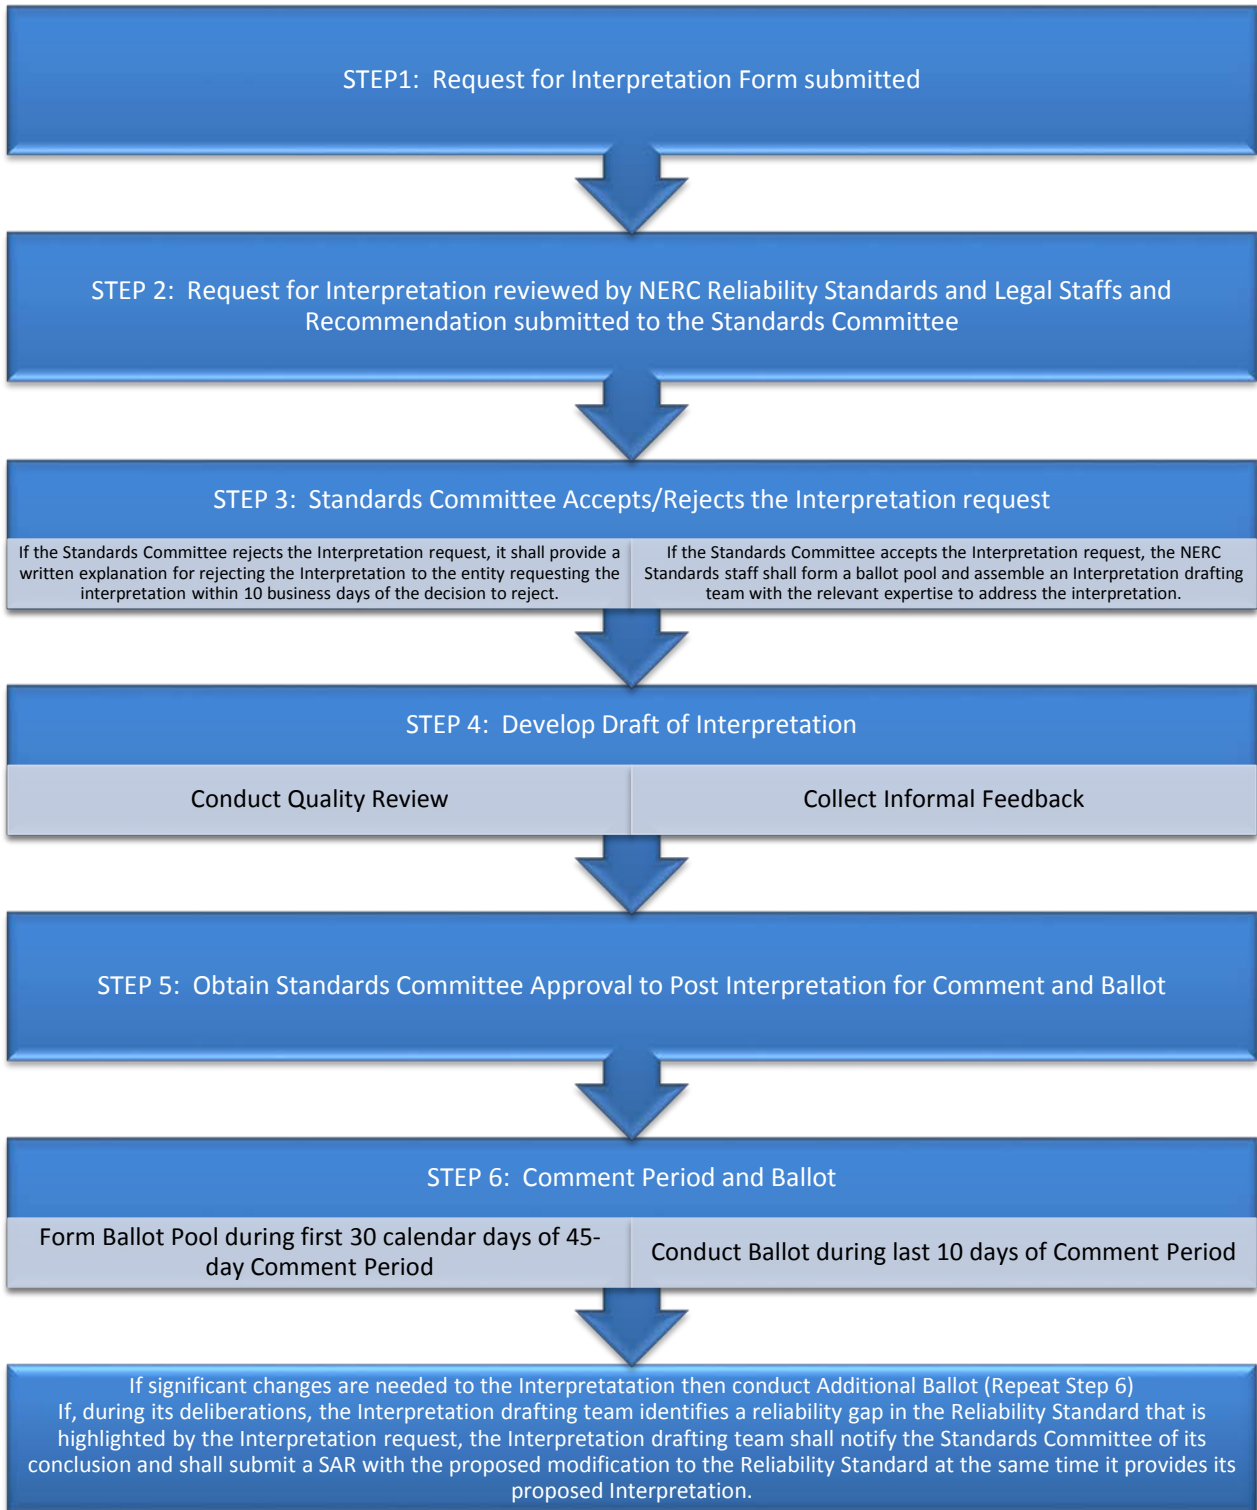 STEP1:  Request for Interpretation Form submitted
STEP 2:  Request for Interpretation reviewed by NERC Reliability Standards and Legal Staffs and
Recommendation submitted to the Standards Committee
STEP 3:  Standards Committee Accepts/Rejects the Interpretation request
If the Standards Committee rejects the Interpretation request, it shall provide a
written explanation for rejecting the Interpretation to the entity requesting the
interpretation within 10 business days of the decision to reject.
If the Standards Committee accepts the Interpretation request, the NERC
Standards staff shall form a ballot pool and assemble an Interpretation drafting
team with the relevant expertise to address the interpretation.
STEP 4:  Develop Draft of Interpretation
Conduct Quality Review
Collect Informal Feedback
STEP 5:  Obtain Standards Committee Approval to Post Interpretation for Comment and Ballot
STEP 6:  Comment Period and Ballot
Form Ballot Pool during first 30 calendar days of 45-
day Comment Period
Conduct Ballot during last 10 days of Comment Period
If significant changes are needed to the Interpretatation then conduct Additional Ballot (Repeat Step 6)
If, during its deliberations, the Interpretation drafting team identifies a reliability gap in the Reliability Standard that is
highlighted by the Interpretation request, the Interpretation drafting team shall notify the Standards Committee of its
conclusion and shall submit a SAR with the proposed modification to the Reliability Standard at the same time it provides its
proposed Interpretation.